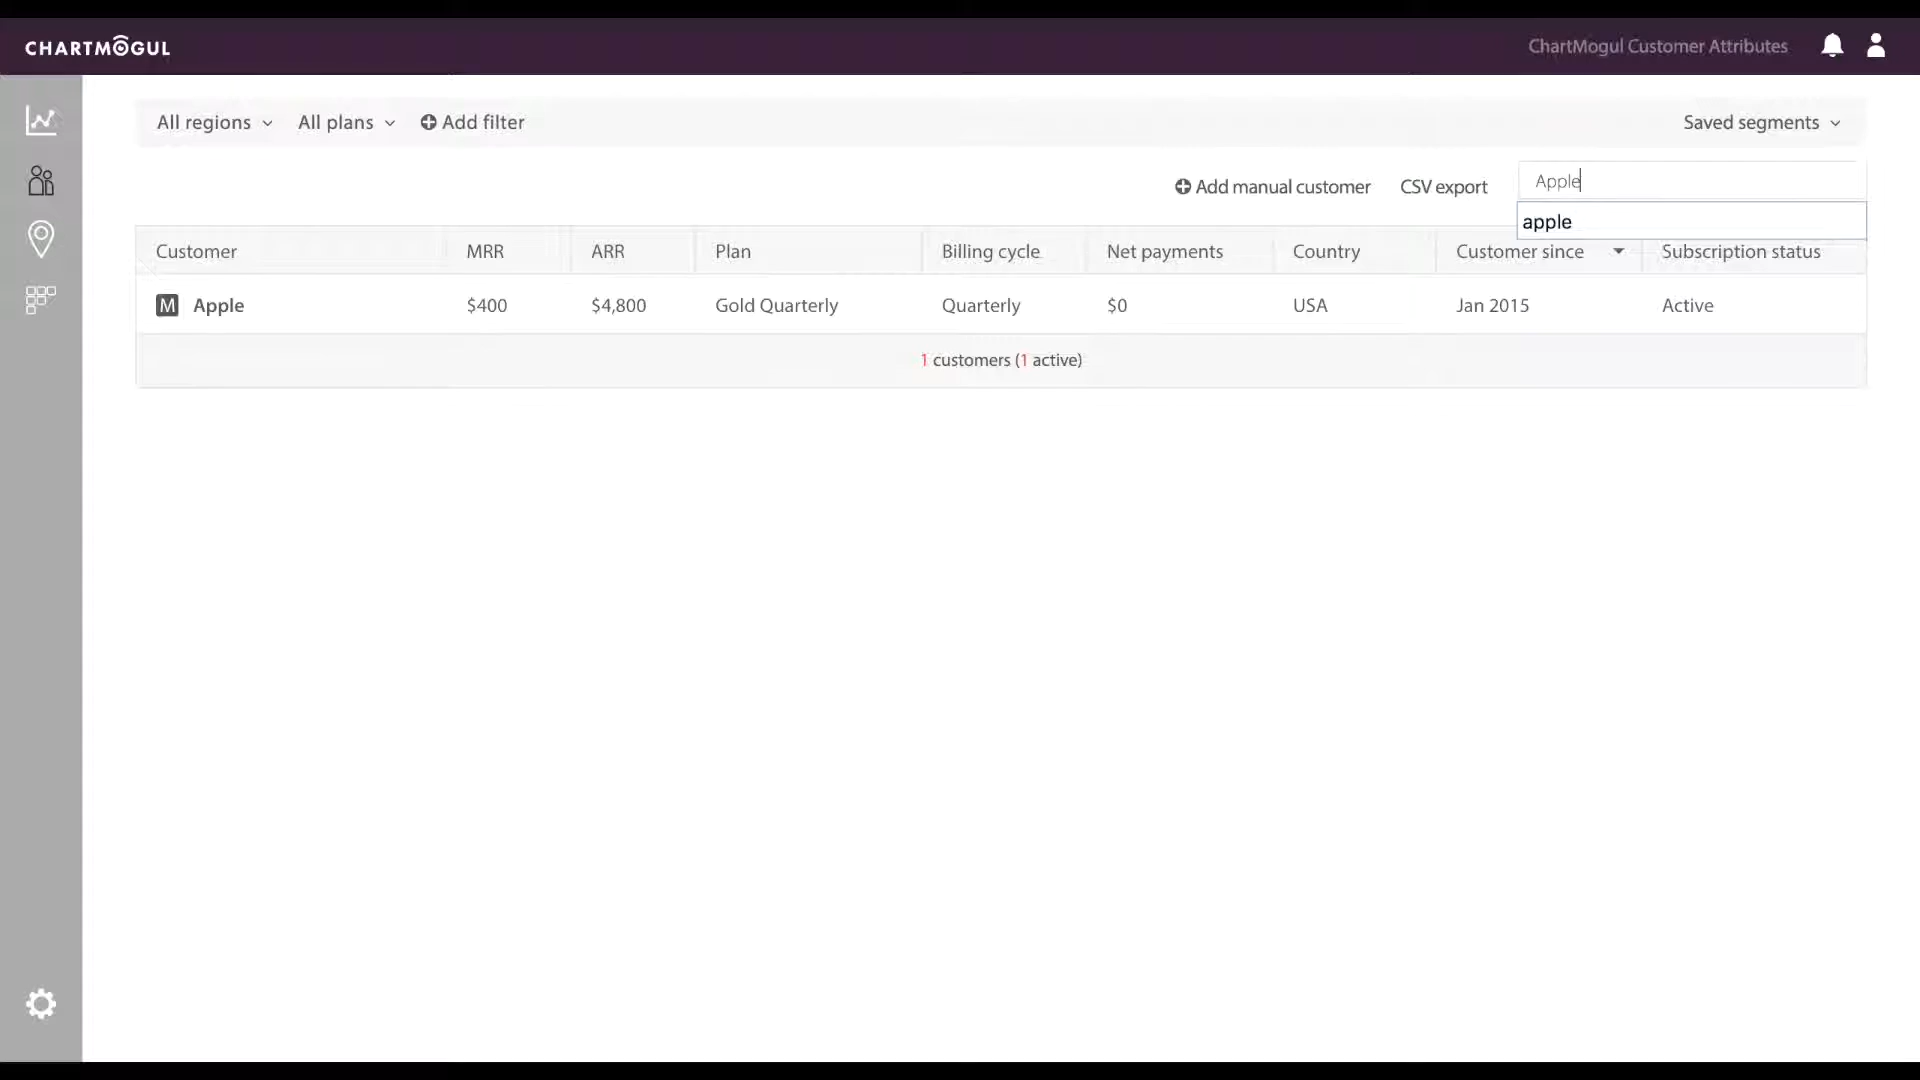 CHARTMOGUL
ChartMogul Customer Attributes
All regions All plans Add filter Saved segments
Add manual customer CSV export Apple
apple
Customer MRR ARR Plan Billing cycle Net payments Country Customer since Subscription status
M Apple $400 $4,800 Gold Quarterly Quarterly $0 USA Jan 2015 Active
1 customers (1 active)